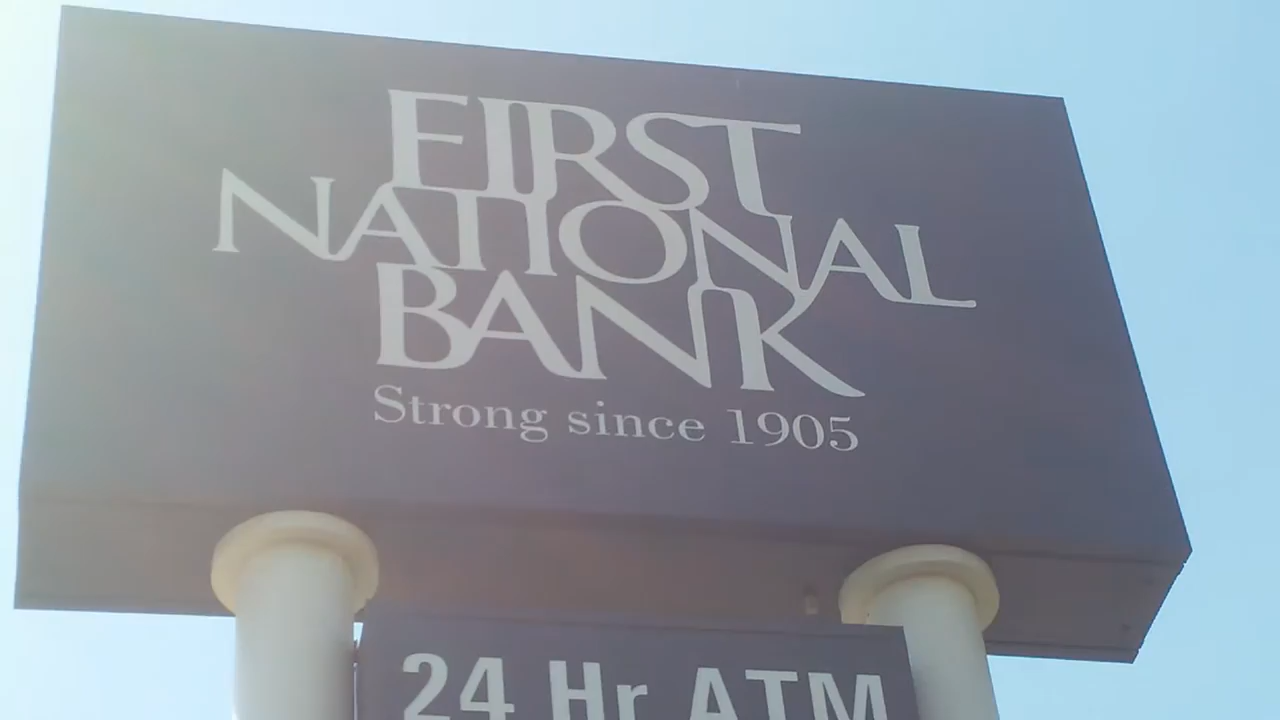 FIRST
NATIONAL
BANK
Strong since 1905
24 Hr ATM